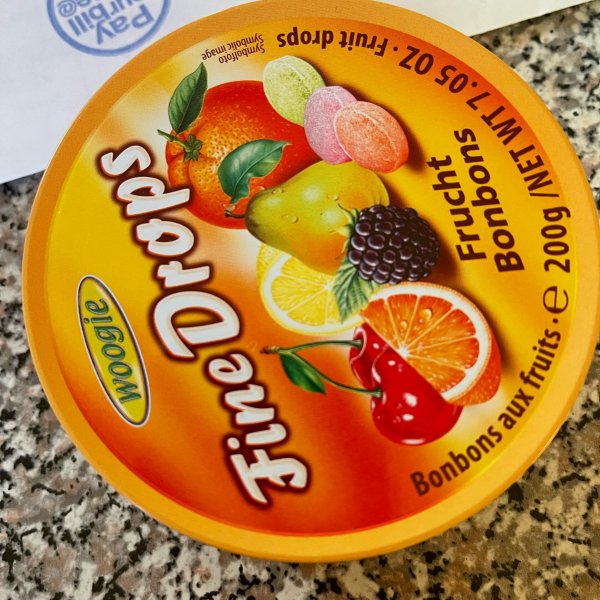 woogie
Fine Drops
Frucht
Bonbons
Bonbons aux fruits · e 200g/NET WT 7.05 OZ. · Fruit drops
Symbolfoto
Symbolic image
Pay